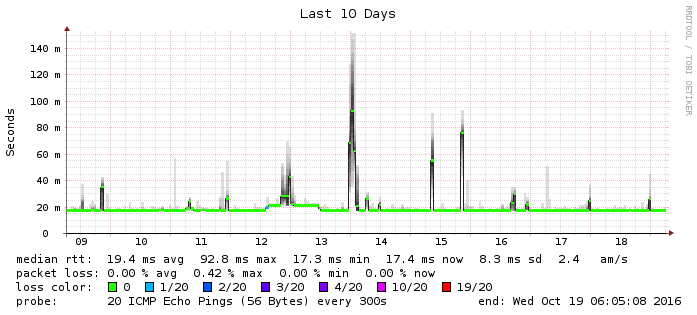 Last 10 Days
RRDTOOL / TOBI OETIKER
Seconds
140 m
120 m
100 m
80 m
60 m
40 m
20 m
0
09 10 11 12 13 14 15 16 17 18
median rtt: 19.4 ms avg 92.8 ms max 17.3 ms min 17.4 ms now 8.3 ms sd 2.4 am/s
packet loss: 0.00 % avg 0.42 % max 0.00 % min 0.00 % now
loss color: 0 1/20 2/20 3/20 4/20 10/20 19/20
probe: 20 ICMP Echo Pings (56 Bytes) every 300s end: Wed Oct 19 06:05:08 2016